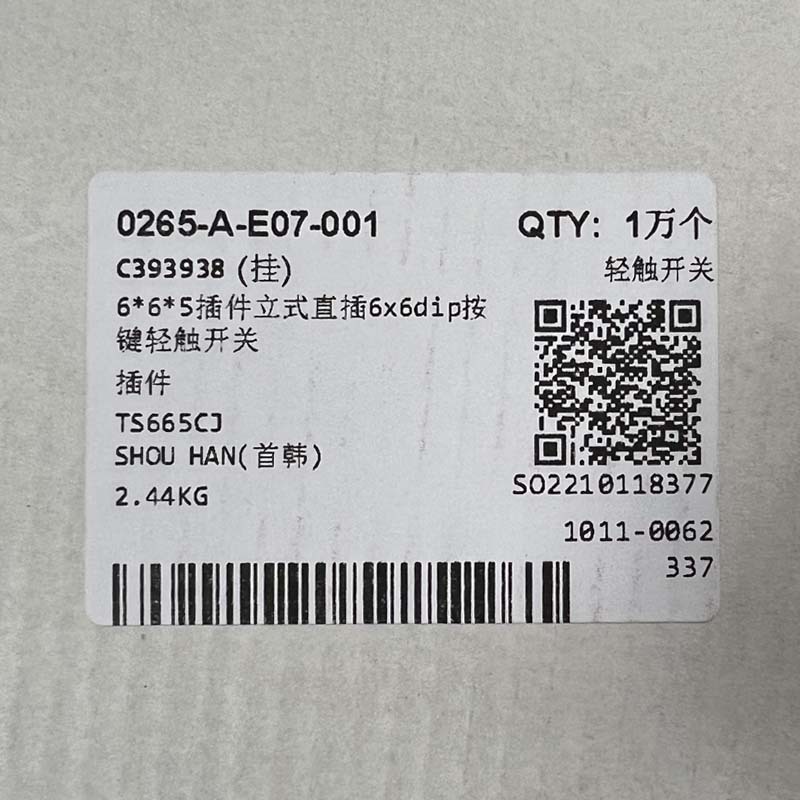 0265-A-E07-001
QTY: 1万个
C393938 (挂)
轻触开关
6*6*5插件立式直插6x6dip按
键轻触开关
插件
TS665CJ
SHOU HAN(首韩)
2.44KG
SO2210118377
1011-0062
337